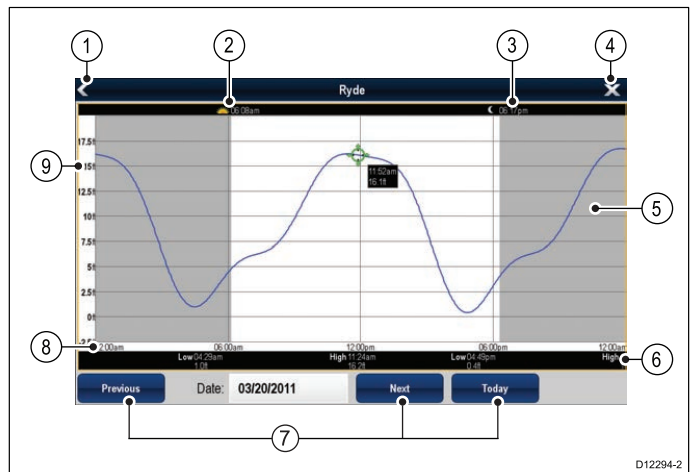 1 2 3 4
Ryde
06:08am 06:17pm
17.5ft
15ft
12.5ft
10ft
7.5ft
5ft
2.5ft
0ft
11:52am
16.1ft
9
5
8
6
2:00am 06:00am 12:00pm 06:00pm 12:00am
Low 04:29am High 11:24am Low 04:49pm High
1.0ft 16.2ft 0.4ft
Previous Date: 03/20/2011 Next Today
7
D12294-2